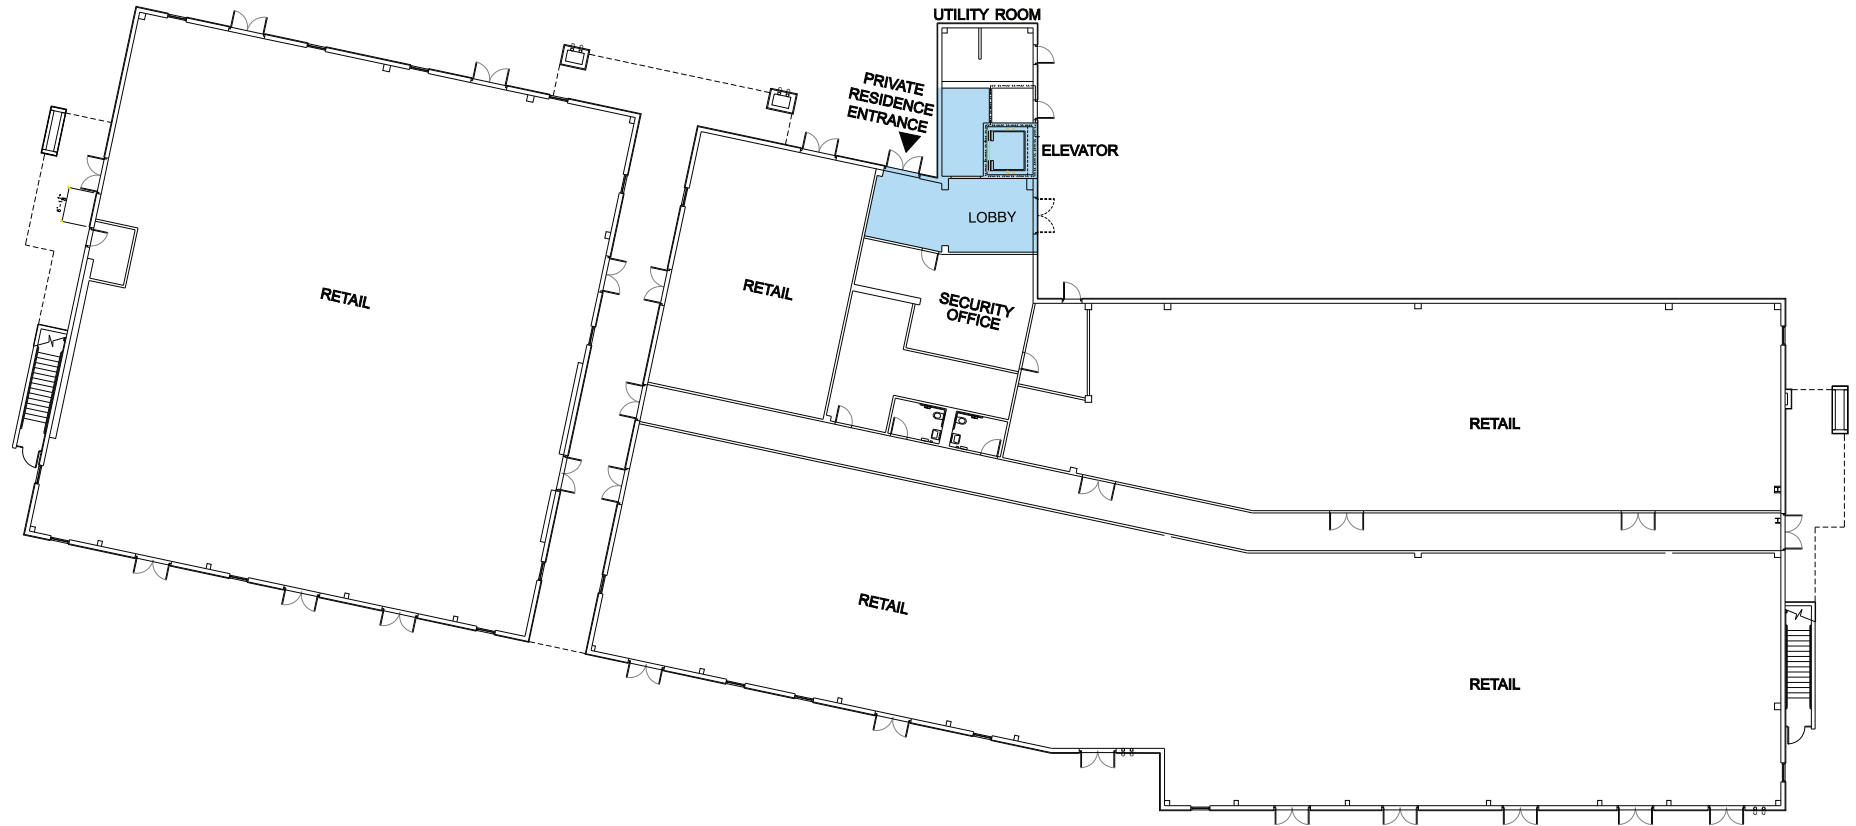 UTILITY ROOM
PRIVATE
RESIDENCE
ENTRANCE
ELEVATOR
LOBBY
RETAIL
RETAIL
SECURITY
OFFICE
RETAIL
RETAIL
RETAIL